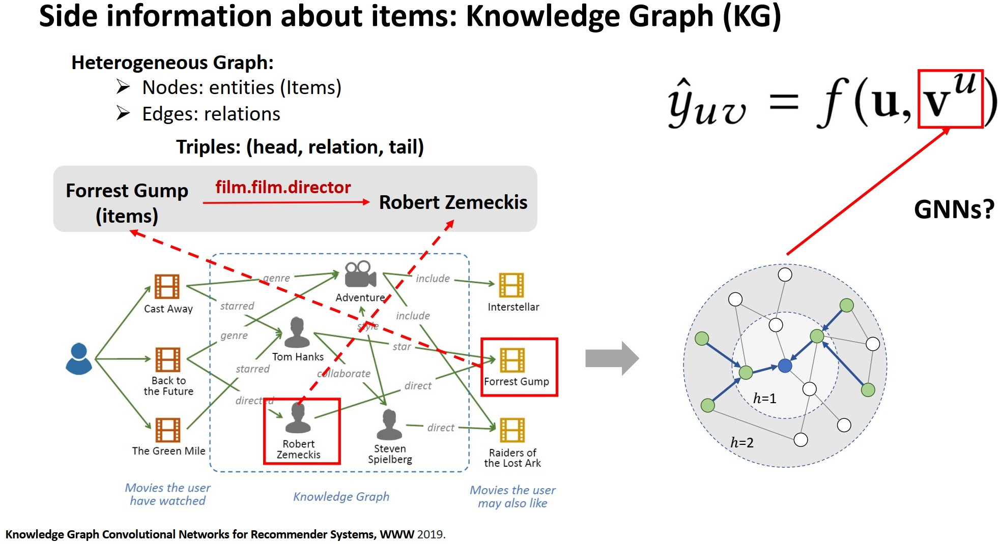 Side information about items: Knowledge Graph (KG)
Heterogeneous Graph:
➢ Nodes: entities (Items)
➢ Edges: relations
Triples: (head, relation, tail)
Forrest Gump
(items)
film.film.director
Robert Zemeckis
ŷ_{uv} = f(u, v^u)
GNNs?
Cast Away
Back to
the Future
The Green Mile
genre
starred
genre
starred
directed
Adventure
style
Tom Hanks
collaborate
Robert
Zemeckis
Steven
Spielberg
include
include
star
direct
direct
Interstellar
Forrest Gump
Raiders of
the Lost Ark
Movies the user
have watched
Knowledge Graph
Movies the user
may also like
h=1
h=2
Knowledge Graph Convolutional Networks for Recommender Systems, WWW 2019.